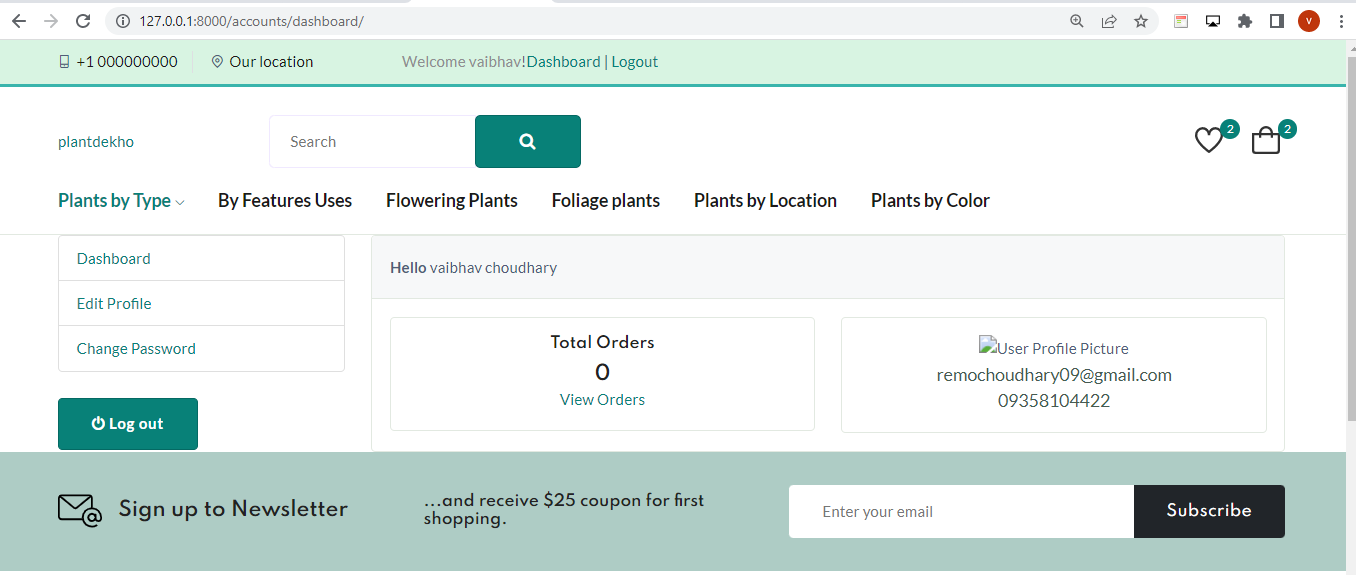 127.0.0.1:8000/accounts/dashboard/
V
+1 000000000
Our location
Welcome vaibhav!Dashboard | Logout
plantdekho
Search
2
2
Plants by Type
By Features Uses
Flowering Plants
Foliage plants
Plants by Location
Plants by Color
Dashboard
Edit Profile
Change Password
Log out
Hello vaibhav choudhary
Total Orders
0
View Orders
User Profile Picture
remochoudhary09@gmail.com
09358104422
Sign up to Newsletter
...and receive $25 coupon for first
shopping.
Enter your email
Subscribe